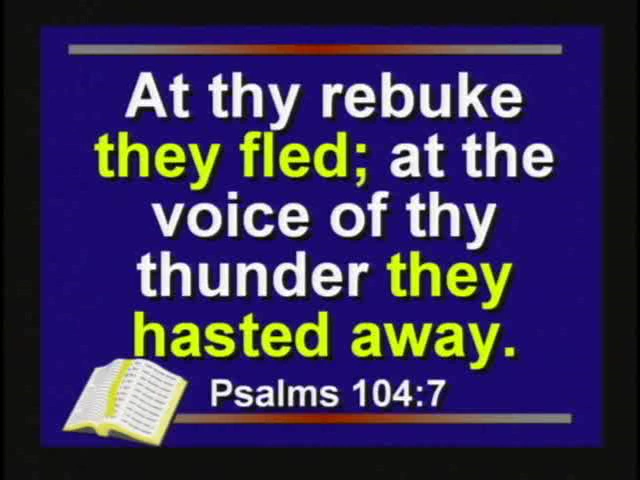 At thy rebuke
they fled; at the
voice of thy
thunder they
hasted away.
Psalms 104:7